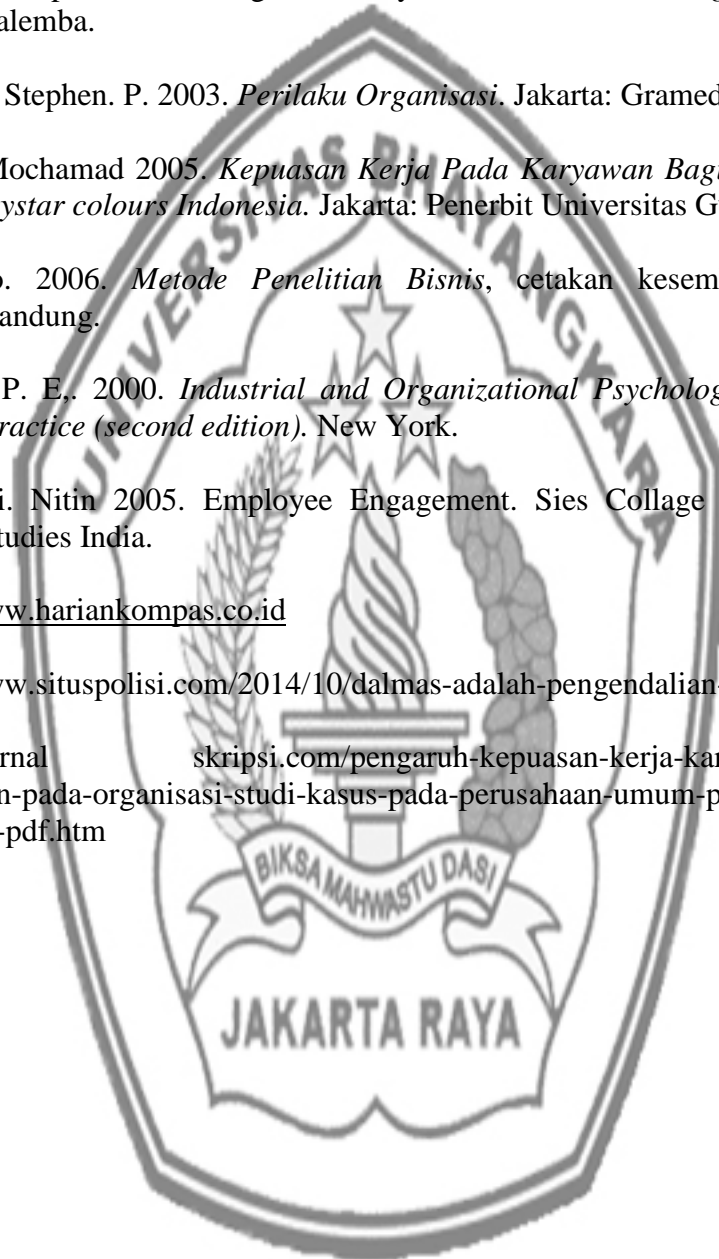 alemba.
Stephen. P. 2003. Perilaku Organisasi. Jakarta: Gramed
Mochamad 2005. Kepuasan Kerja Pada Karyawan Bagi
ystar colours Indonesia. Jakarta: Penerbit Universitas G
o. 2006. Metode Penelitian Bisnis, cetakan kesem
andung.
P. E,. 2000. Industrial and Organizational Psycholog
ractice (second edition). New York.
i. Nitin 2005. Employee Engagement. Sies Collage
tudies India.
ww.hariankompas.co.id
ww.situspolisi.com/2014/10/dalmas-adalah-pengendalian-
rnal skripsi.com/pengaruh-kepuasan-kerja-kar
n-pada-organisasi-studi-kasus-pada-perusahaan-umum-p
-pdf.htm
UNIVERSITAS BHAYANGKARA
BIKSA MAHWASTU DASI
JAKARTA RAYA